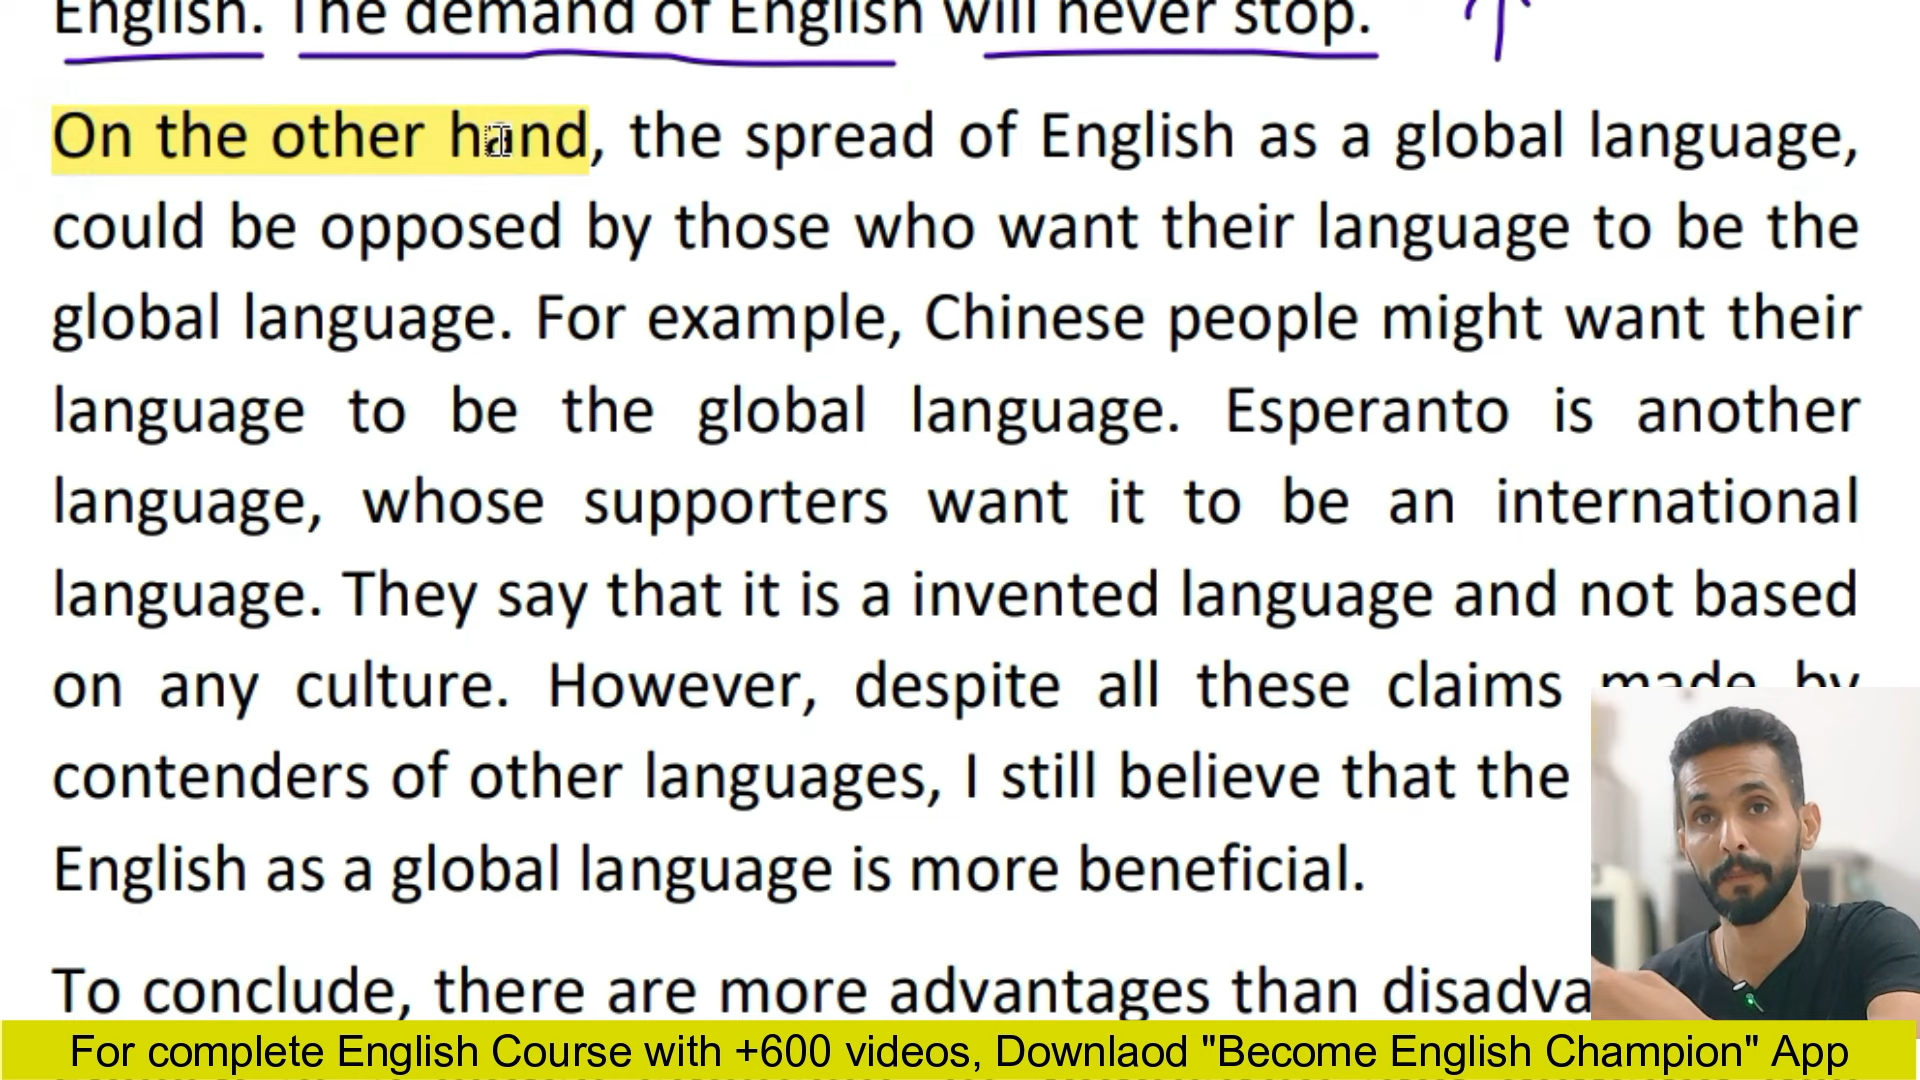 English. The demand of English will never stop.
On the other hand, the spread of English as a global language,
could be opposed by those who want their language to be the
global language. For example, Chinese people might want their
language to be the global language. Esperanto is another
language, whose supporters want it to be an international
language. They say that it is a invented language and not based
on any culture. However, despite all these claims made by
contenders of other languages, I still believe that the
English as a global language is more beneficial.
To conclude, there are more advantages than disadva
For complete English Course with +600 videos, Downlaod "Become English Champion" App